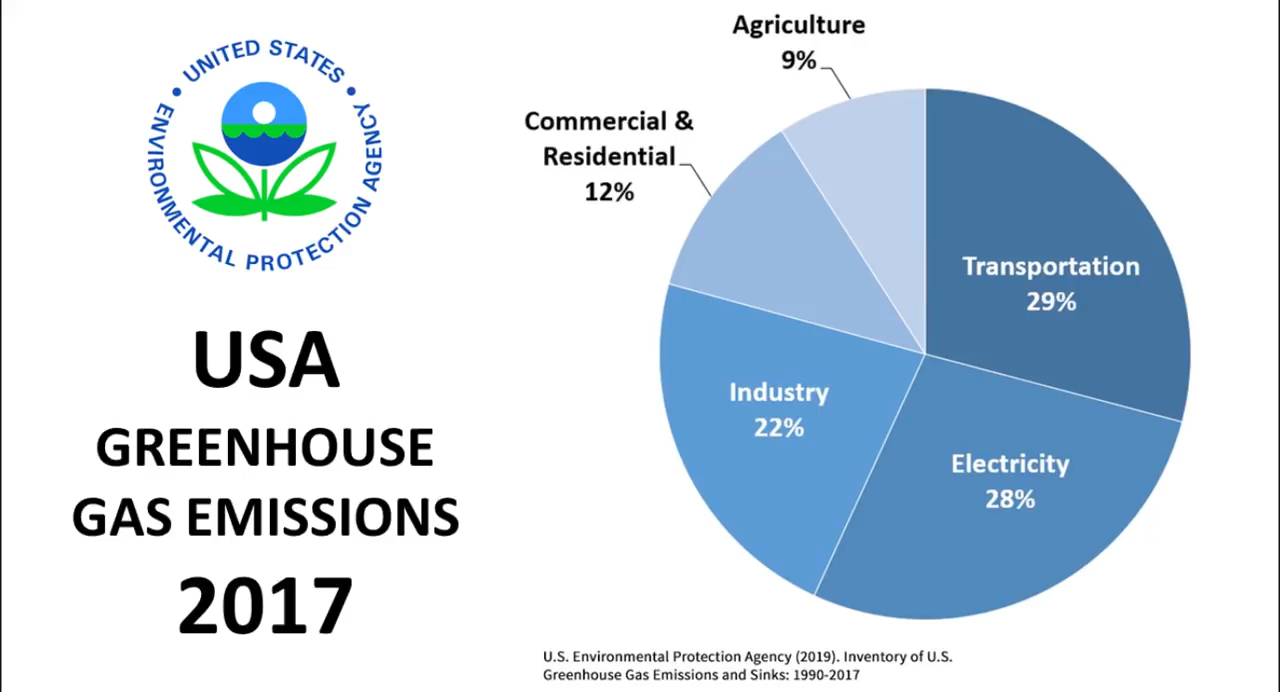 UNITED STATES
ENVIRONMENTAL PROTECTION AGENCY
USA
GREENHOUSE
GAS EMISSIONS
2017
Agriculture
9%
Commercial &
Residential
12%
Transportation
29%
Industry
22%
Electricity
28%
U.S. Environmental Protection Agency (2019). Inventory of U.S.
Greenhouse Gas Emissions and Sinks: 1990-2017